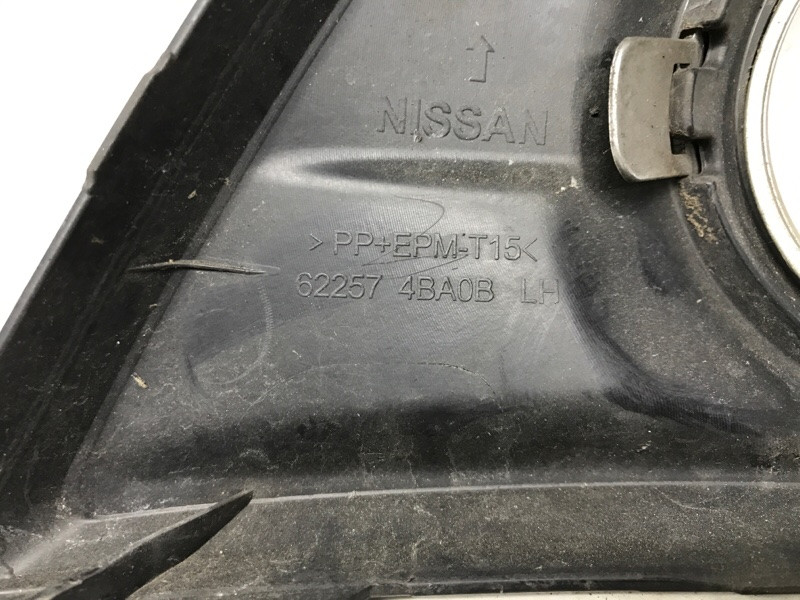 NISSAN
>PP+EPM-T15<
62257 4BA0B LH